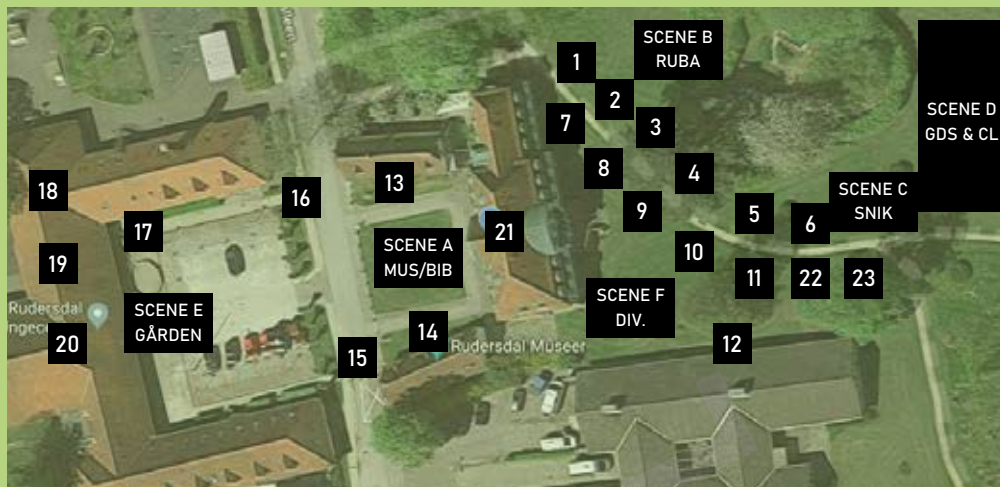 SCENE B
RUBA
1
2
7
3
SCENE D
GDS & CL
8
4
13
18
16
SCENE C
SNIK
9
5
6
17
21
SCENE A
MUS/BIB
10
19
11
22
23
Rudersdal
SCENE E
GÅRDEN
SCENE F
DIV.
14
20
15
Rudersdal Museer
12